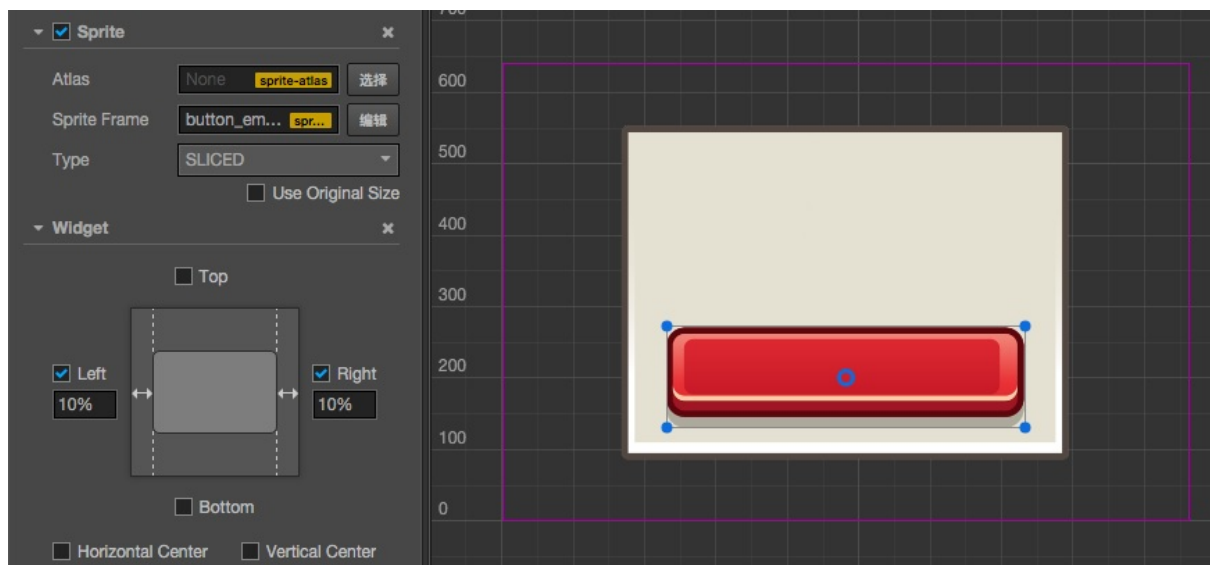 Sprite
Atlas None sprite-atlas 选择
Sprite Frame button_em... spr... 编辑
Type SLICED
Use Original Size
Widget
Top
Left Right
10% 10%
Bottom
Horizontal Center Vertical Center
700
600
500
400
300
200
100
0